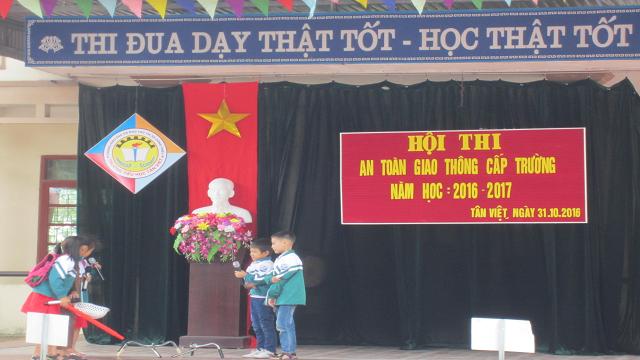 THI ĐUA DẠY THẬT TỐT - HỌC THẬT TỐT
HỘI THI
AN TOÀN GIAO THÔNG CẤP TRƯỜNG
NĂM HỌC : 2016 - 2017
TÂN VIỆT, NGÀY 31.10.2016